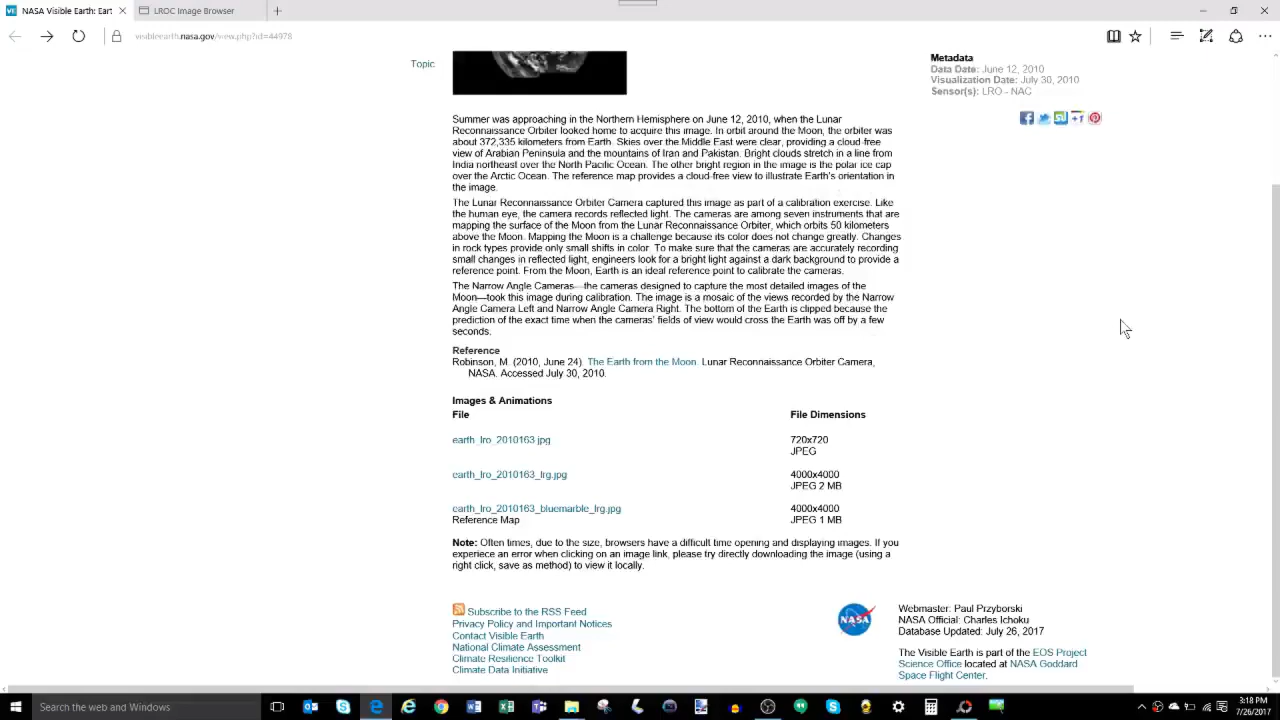 NASA Visible Earth: Eart
LROC Image Browser
visibleearth.nasa.gov/view.php?id=44978
Topic
Metadata
Data Date: June 12, 2010
Visualization Date: July 30, 2010
Sensor(s): LRO - NAC
Summer was approaching in the Northern Hemisphere on June 12, 2010, when the Lunar
Reconnaissance Orbiter looked home to acquire this image. In orbit around the Moon, the orbiter was
about 372,335 kilometers from Earth. Skies over the Middle East were clear, providing a cloud-free
view of Arabian Peninsula and the mountains of Iran and Pakistan. Bright clouds stretch in a line from
India northeast over the North Pacific Ocean. The other bright region in the image is the polar ice cap
over the Arctic Ocean. The reference map provides a cloud-free view to illustrate Earth's orientation in
the image.
The Lunar Reconnaissance Orbiter Camera captured this image as part of a calibration exercise. Like
the human eye, the camera records reflected light. The cameras are among seven instruments that are
mapping the surface of the Moon from the Lunar Reconnaissance Orbiter, which orbits 50 kilometers
above the Moon. Mapping the Moon is a challenge because its color does not change greatly. Changes
in rock types provide only small shifts in color. To make sure that the cameras are accurately recording
small changes in reflected light, engineers look for a bright light against a dark background to provide a
reference point. From the Moon, Earth is an ideal reference point to calibrate the cameras.
The Narrow Angle Cameras—the cameras designed to capture the most detailed images of the
Moon—took this image during calibration. The image is a mosaic of the views recorded by the Narrow
Angle Camera Left and Narrow Angle Camera Right. The bottom of the Earth is clipped because the
prediction of the exact time when the cameras' fields of view would cross the Earth was off by a few
seconds.
Reference
Robinson, M. (2010, June 24). The Earth from the Moon. Lunar Reconnaissance Orbiter Camera,
NASA. Accessed July 30, 2010.
Images & Animations
File File Dimensions
earth_lro_2010163.jpg 720x720
JPEG
earth_lro_2010163_lrg.jpg 4000x4000
JPEG 2 MB
earth_lro_2010163_bluemarble_lrg.jpg 4000x4000
Reference Map JPEG 1 MB
Note: Often times, due to the size, browsers have a difficult time opening and displaying images. If you
experiece an error when clicking on an image link, please try directly downloading the image (using a
right click, save as method) to view it locally.
Subscribe to the RSS Feed
Privacy Policy and Important Notices
Contact Visible Earth
National Climate Assessment
Climate Resilience Toolkit
Climate Data Initiative
NASA
Webmaster: Paul Przyborski
NASA Official: Charles Ichoku
Database Updated: July 26, 2017
The Visible Earth is part of the EOS Project
Science Office located at NASA Goddard
Space Flight Center.
Search the web and Windows
3:18 PM
7/26/2017